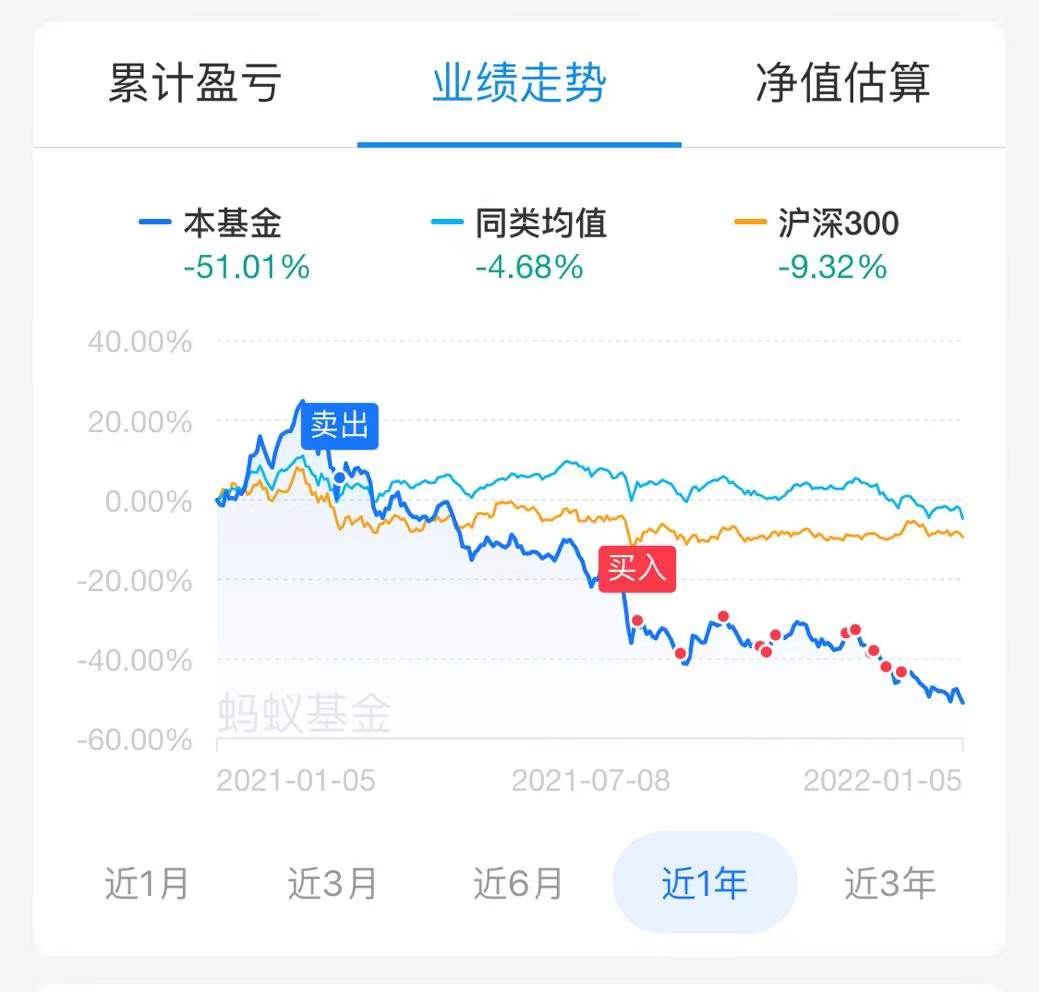 累计盈亏 业绩走势 净值估算
本基金 同类均值 沪深300
-51.01% -4.68% -9.32%
40.00%
卖出
20.00%
0.00%
买入
-20.00%
-40.00%
蚂蚁基金
-60.00%
2021-01-05 2021-07-08 2022-01-05
近1月 近3月 近6月 近1年 近3年